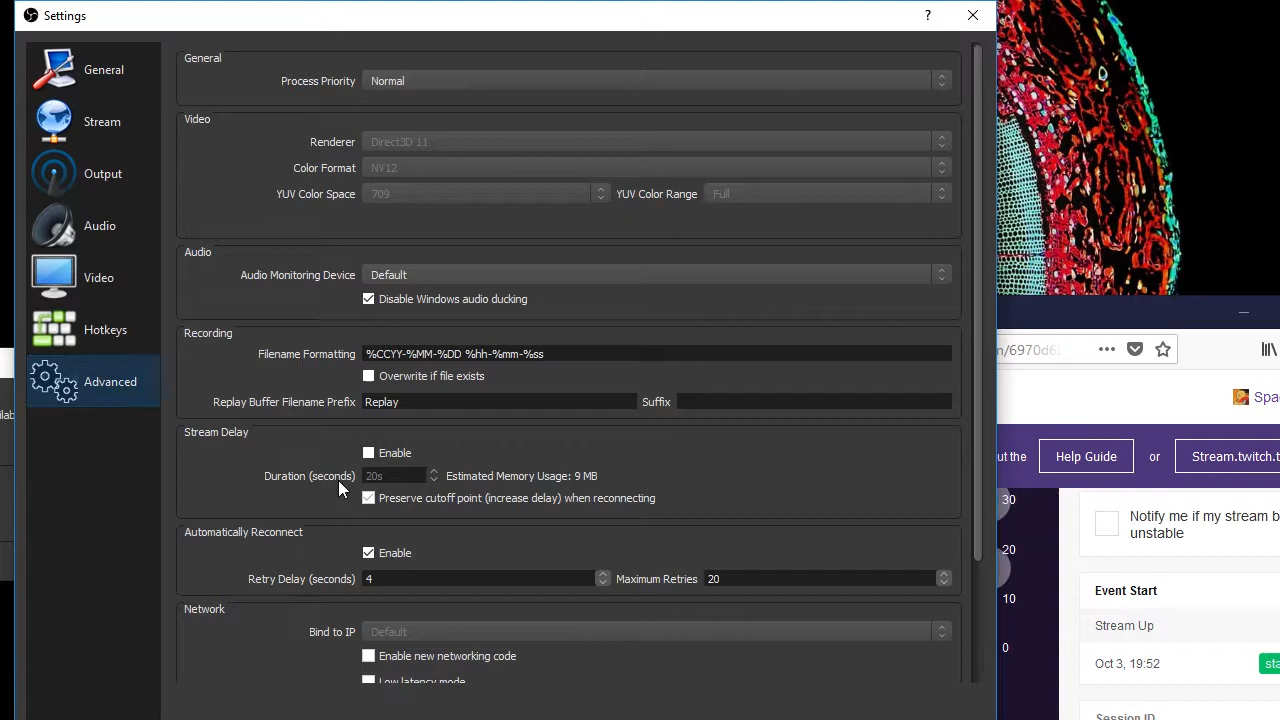 Settings
?
General
Stream
Output
Audio
Video
Hotkeys
Advanced
General
Process Priority Normal
Video
Renderer Direct3D 11
Color Format NV12
YUV Color Space 709 YUV Color Range Full
Audio
Audio Monitoring Device Default
Disable Windows audio ducking
Recording
Filename Formatting %CCYY-%MM-%DD %hh-%mm-%ss
Overwrite if file exists
Replay Buffer Filename Prefix Replay Suffix
Stream Delay
Enable
Duration (seconds) 20s Estimated Memory Usage: 9 MB
Preserve cutoff point (increase delay) when reconnecting
Automatically Reconnect
Enable
Retry Delay (seconds) 4 Maximum Retries 20
Network
Bind to IP Default
Enable new networking code
Low latency mode
ilab
n/6970d6
Spac
ut the Help Guide or Stream.twitch.t
30
20
10
0
Notify me if my stream b
unstable
Event Start
Stream Up
Oct 3, 19:52 sta
Session ID